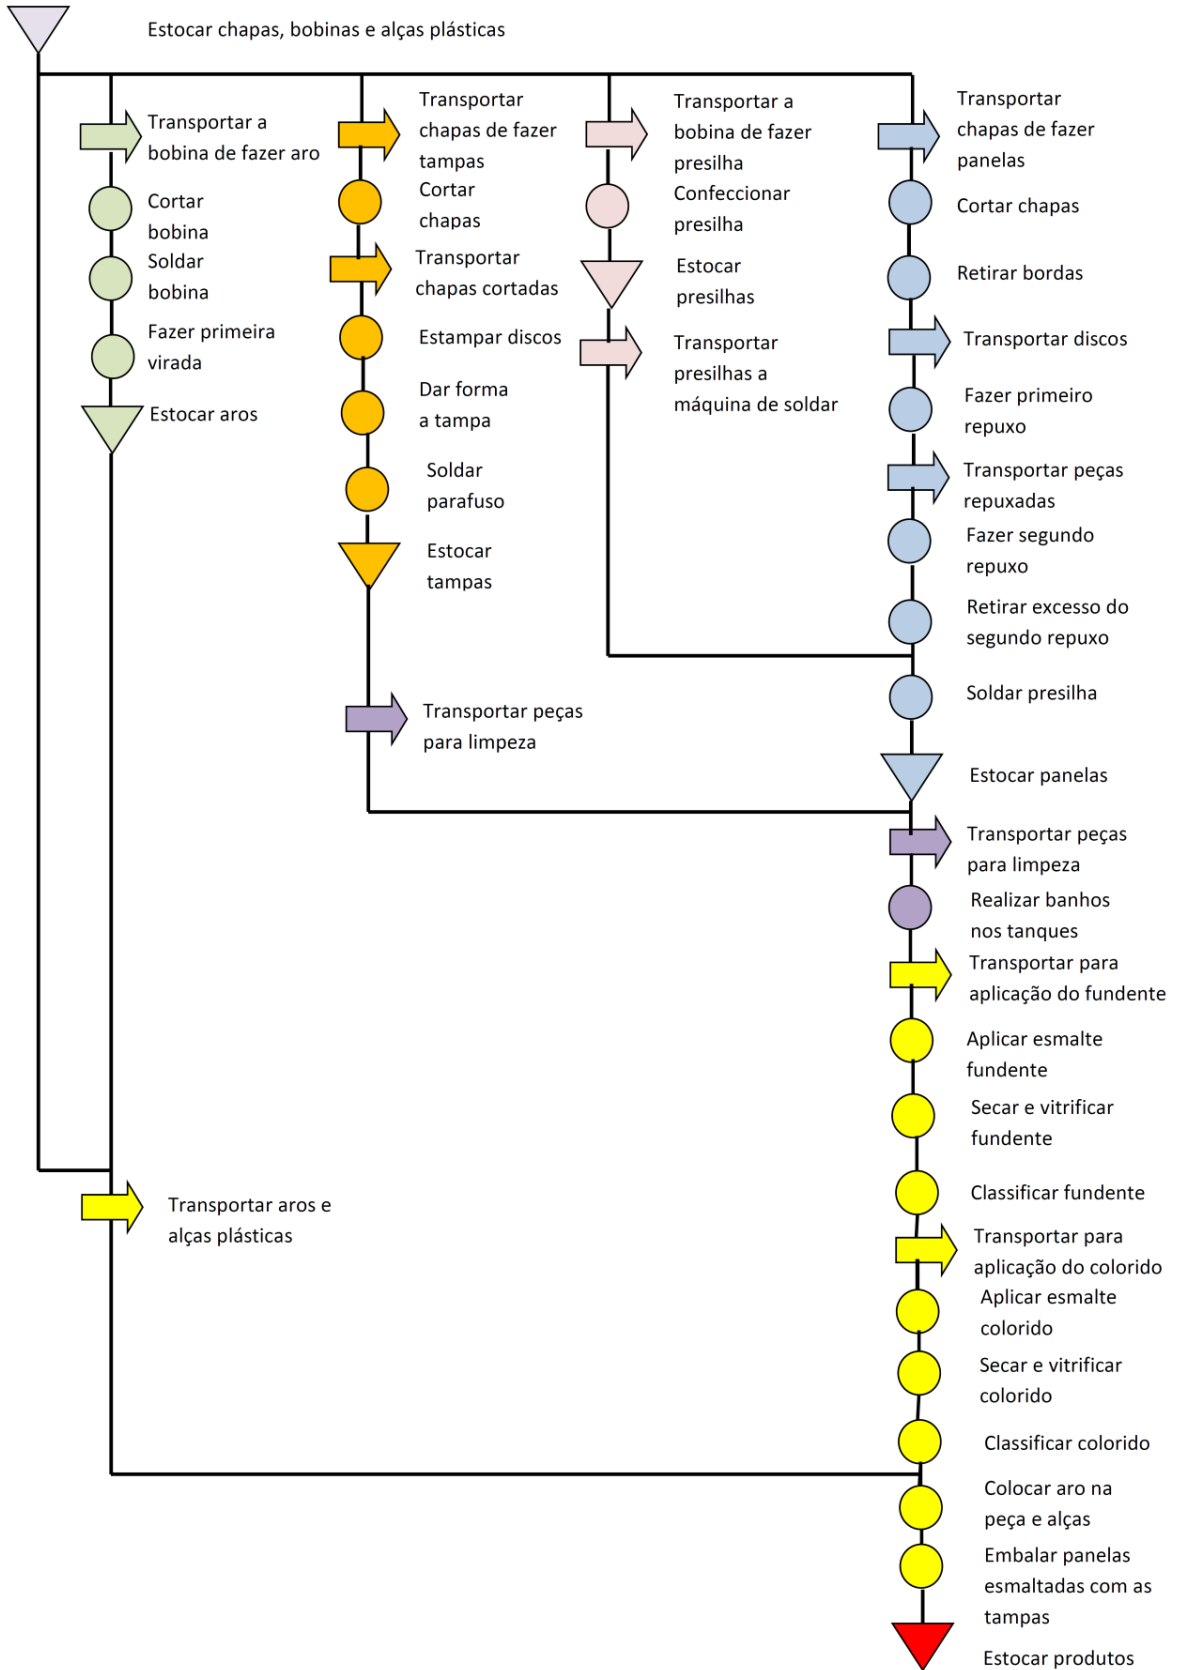 Estocar chapas, bobinas e alças plásticas
Transportar a
bobina de fazer aro
Cortar
bobina
Soldar
bobina
Fazer primeira
virada
Estocar aros
Transportar
chapas de fazer
tampas
Cortar
chapas
Transportar
chapas cortadas
Estampar discos
Dar forma
a tampa
Soldar
parafuso
Estocar
tampas
Transportar peças
para limpeza
Transportar a
bobina de fazer
presilha
Confeccionar
presilha
Estocar
presilhas
Transportar
presilhas a
máquina de soldar
Transportar
chapas de fazer
panelas
Cortar chapas
Retirar bordas
Transportar discos
Fazer primeiro
repuxo
Transportar peças
repuxadas
Fazer segundo
repuxo
Retirar excesso do
segundo repuxo
Soldar presilha
Estocar panelas
Transportar peças
para limpeza
Realizar banhos
nos tanques
Transportar para
aplicação do fundente
Aplicar esmalte
fundente
Secar e vitrificar
fundente
Classificar fundente
Transportar para
aplicação do colorido
Aplicar esmalte
colorido
Secar e vitrificar
colorido
Classificar colorido
Transportar aros e
alças plásticas
Colocar aro na
peça e alças
Embalar panelas
esmaltadas com as
tampas
Estocar produtos